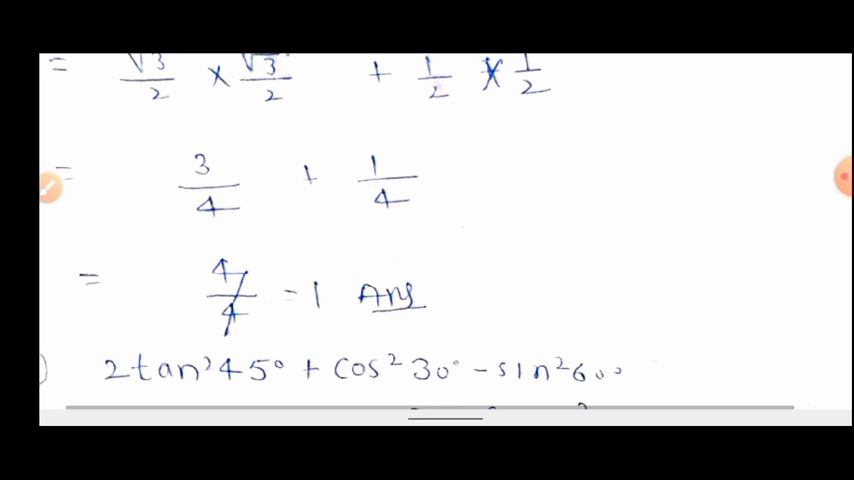 = √3/2 × √3/2 + 1/2 × 1/2
= 3/4 + 1/4
= 4/4 = 1 Ans
) 2tan²45° + cos²30° - sin²60°